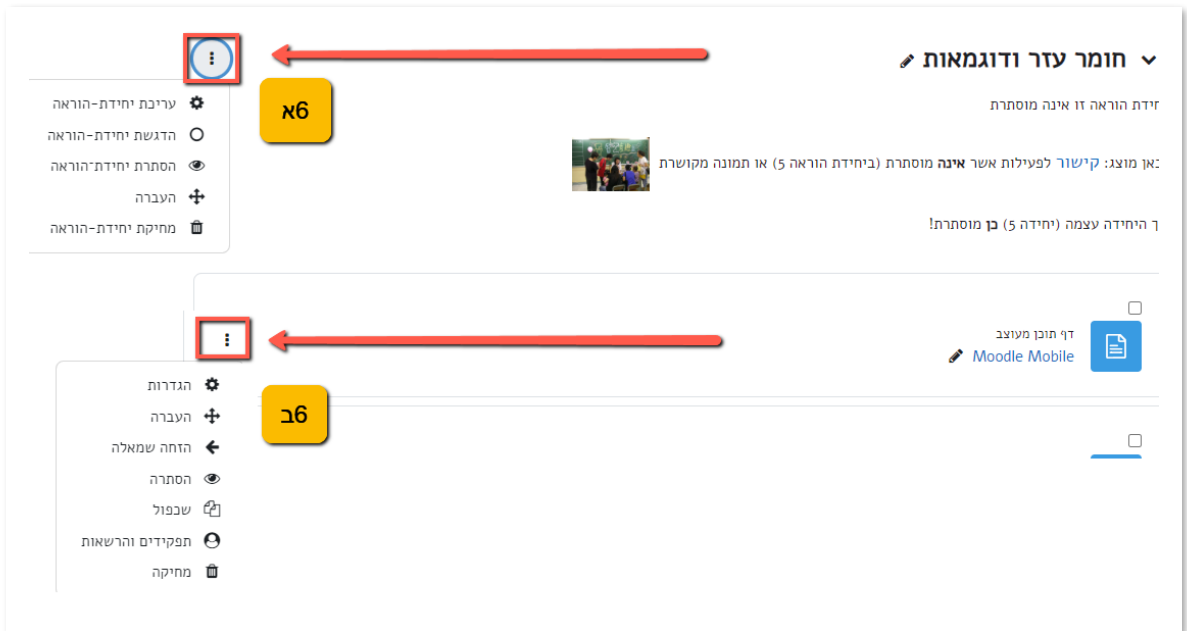 חומר עזר ודוגמאות
חידת הוראה זו אינה מוסתרת
כאן מוצג: קישור לפעילות אשר אינה מוסתרת (ביחידת הוראה 5) או תמונה מקושרת
ך היחידה עצמה (יחידה 5) כן מוסתרת!
6א
עריכת יחידת-הוראה
הדגשת יחידת-הוראה
הסתרת יחידת־הוראה
העברה
מחיקת יחידת-הוראה
דף תוכן מעוצב
Moodle Mobile
6ב
הגדרות
העברה
הזחה שמאלה
הסתרה
שכפול
תפקידים והרשאות
מחיקה